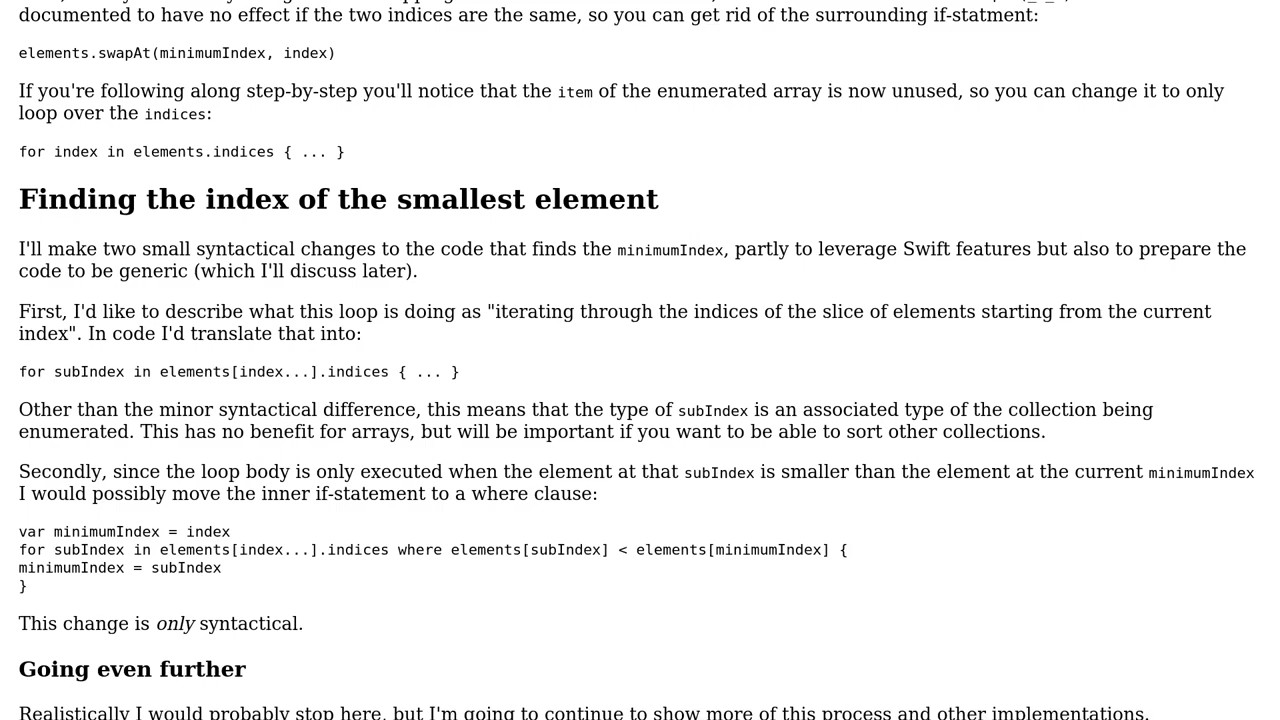 documented to have no effect if the two indices are the same, so you can get rid of the surrounding if-statment:
elements.swapAt(minimumIndex, index)
If you're following along step-by-step you'll notice that the item of the enumerated array is now unused, so you can change it to only
loop over the indices:
for index in elements.indices { ... }
Finding the index of the smallest element
I'll make two small syntactical changes to the code that finds the minimumIndex, partly to leverage Swift features but also to prepare the
code to be generic (which I'll discuss later).
First, I'd like to describe what this loop is doing as "iterating through the indices of the slice of elements starting from the current
index". In code I'd translate that into:
for subIndex in elements[index...].indices { ... }
Other than the minor syntactical difference, this means that the type of subIndex is an associated type of the collection being
enumerated. This has no benefit for arrays, but will be important if you want to be able to sort other collections.
Secondly, since the loop body is only executed when the element at that subIndex is smaller than the element at the current minimumIndex
I would possibly move the inner if-statement to a where clause:
var minimumIndex = index
for subIndex in elements[index...].indices where elements[subIndex] < elements[minimumIndex] {
minimumIndex = subIndex
}
This change is only syntactical.
Going even further
Realistically I would probably stop here, but I'm going to continue to show more of this process and other implementations.